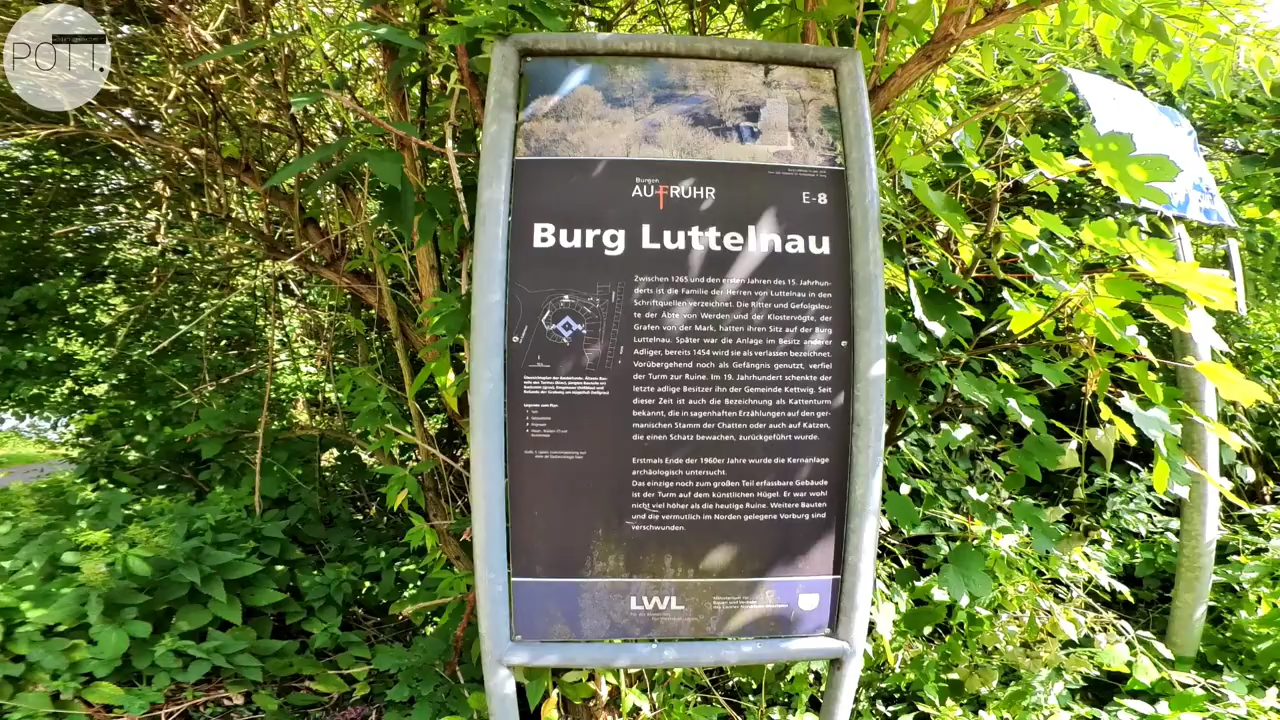 POTT.
Burgen
AUFRUHR
E-8
Burg Luttelnau
Zwischen 1265 und den ersten Jahren des 15. Jahrhun-
derts ist die Familie der Herren von Luttelnau in den
Schriftquellen verzeichnet. Die Ritter und Gefolgsleu-
te der Äbte von Werden und der Klostervögte, der
Grafen von der Mark, hatten ihren Sitz auf der Burg
Luttelnau. Später war die Anlage im Besitz anderer
Adliger, bereits 1454 wird sie als verlassen bezeichnet.
Vorübergehend noch als Gefängnis genutzt, verfiel
der Turm zur Ruine. Im 19. Jahrhundert schenkte der
letzte adlige Besitzer ihn der Gemeinde Kettwig. Seit
dieser Zeit ist auch die Bezeichnung als Kattenturm
bekannt, die in sagenhaften Erzählungen auf den ger-
manischen Stamm der Chatten oder auch auf Katzen,
die einen Schatz bewachen, zurückgeführt wurde.
Erstmals Ende der 1960er Jahre wurde die Kernanlage
archäologisch untersucht.
Das einzige noch zum großen Teil erfassbare Gebäude
ist der Turm auf dem künstlichen Hügel. Er war wohl
nicht viel höher als die heutige Ruine. Weitere Bauten
und die vermutlich im Norden gelegene Vorburg sind
verschwunden.
LWL